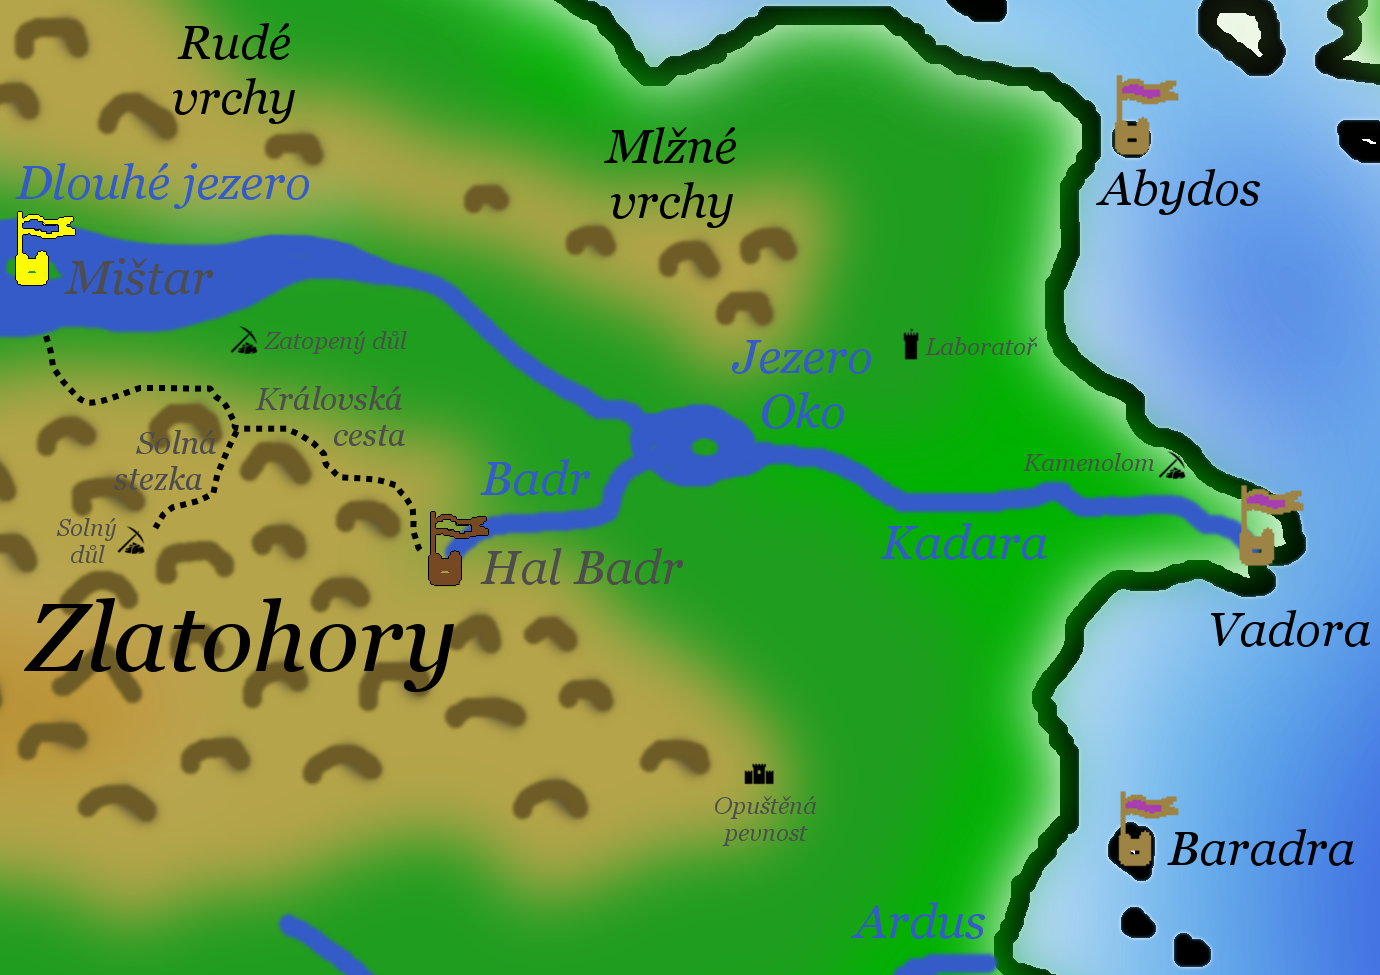 Rudé
vrchy
Mlžné
vrchy
Dlouhé jezero
Abydos
Mištar
Zatopený důl
Jezero
Oko
Laboratoř
Královská
cesta
Solná
stezka
Badr
Kamenolom
Solný
důl
Hal Badr
Kadara
Zlatohory
Vadora
Opuštěná
pevnost
Baradra
Ardus